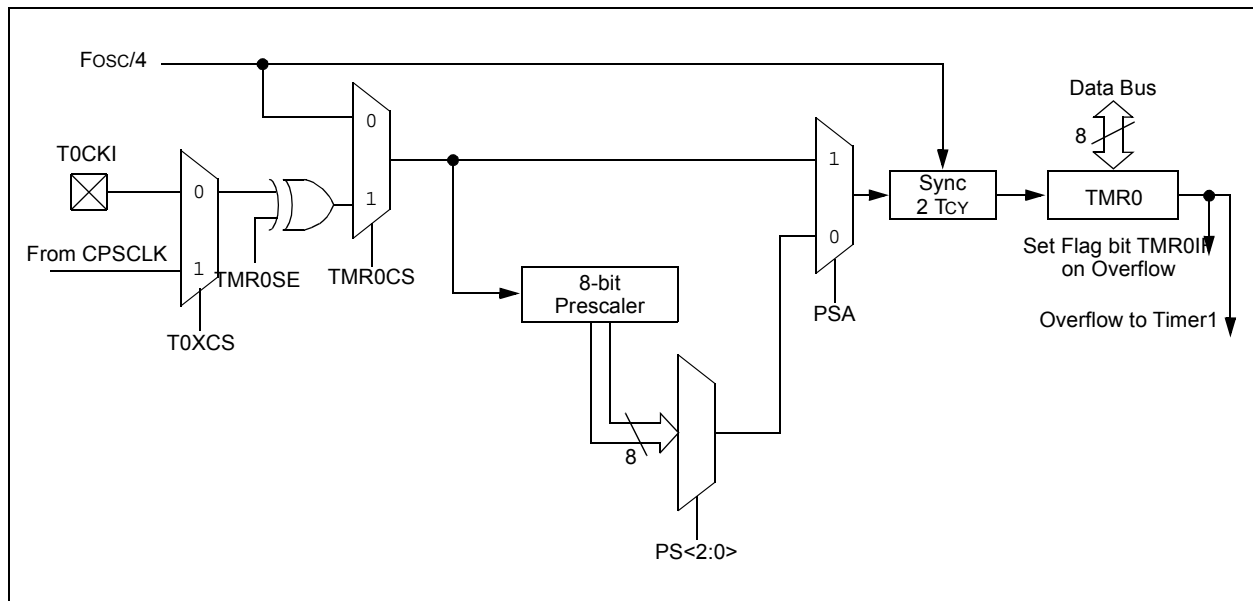 FOSC/4
Data Bus
8
T0CKI
0
1
0
1
Sync
2 TCY
TMR0
0
1
From CPSCLK
TMR0SE
TMR0CS
8-bit
Prescaler
0
PSA
Set Flag bit TMR0IF
on Overflow
Overflow to Timer1
T0XCS
8
PS<2:0>